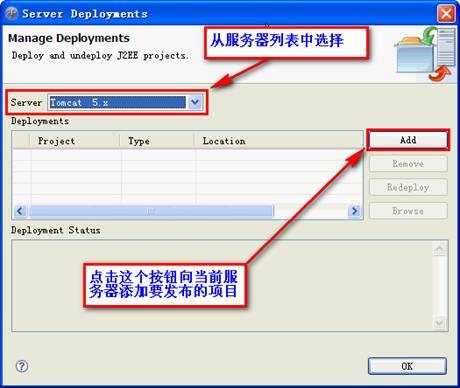 Server Deployments
Manage Deployments
Deploy and undeploy J2EE projects.
从服务器列表中选择
Server
Tomcat 5.x
Deployments
Project Type Location
Add
Remove
Redeploy
Browse
Deployment Status
点击这个按钮向当前服
务器添加要发布的项目
?
OK